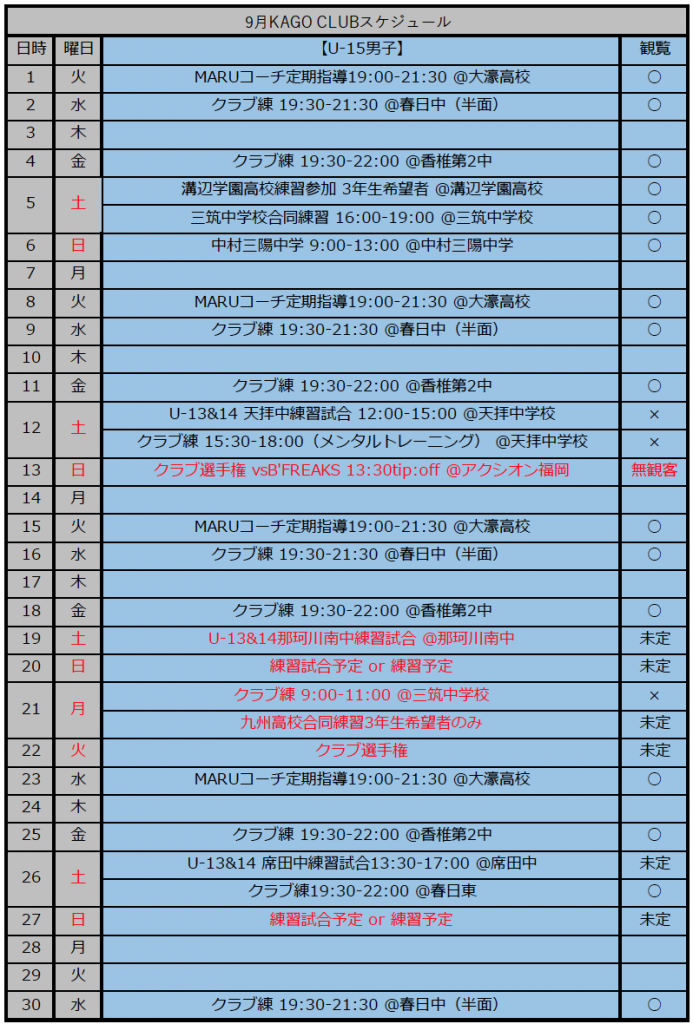 9月KAGO CLUBスケジュール
日時 曜日 【U-15男子】 観覧
1 火 MARUコーチ定期指導19:00-21:30 @大濠高校 〇
2 水 クラブ練 19:30-21:30 @春日中（半面） 〇
3 木
4 金 クラブ練 19:30-22:00 @香椎第2中 〇
5 土 溝辺学園高校練習参加 3年生希望者 @溝辺学園高校 〇
三筑中学校合同練習 16:00-19:00 @三筑中学校 〇
6 日 中村三陽中学 9:00-13:00 @中村三陽中学 〇
7 月
8 火 MARUコーチ定期指導19:00-21:30 @大濠高校 〇
9 水 クラブ練 19:30-21:30 @春日中（半面） 〇
10 木
11 金 クラブ練 19:30-22:00 @香椎第2中 〇
12 土 U-13&14 天拝中練習試合 12:00-15:00 @天拝中学校 ×
クラブ練 15:30-18:00（メンタルトレーニング） @天拝中学校 ×
13 日 クラブ選手権 vsB'FREAKS 13:30tip:off @アクシオン福岡 無観客
14 月
15 火 MARUコーチ定期指導19:00-21:30 @大濠高校 〇
16 水 クラブ練 19:30-21:30 @春日中（半面） 〇
17 木
18 金 クラブ練 19:30-22:00 @香椎第2中 〇
19 土 U-13&14那珂川南中練習試合 @那珂川南中 未定
20 日 練習試合予定 or 練習予定 未定
21 月 クラブ練 9:00-11:00 @三筑中学校 ×
九州高校合同練習3年生希望者のみ 未定
22 火 クラブ選手権 未定
23 水 MARUコーチ定期指導19:00-21:30 @大濠高校 〇
24 木
25 金 クラブ練 19:30-22:00 @香椎第2中 〇
26 土 U-13&14 席田中練習試合13:30-17:00 @席田中 未定
クラブ練19:30-22:00 @春日東 〇
27 日 練習試合予定 or 練習予定 未定
28 月
29 火
30 水 クラブ練 19:30-21:30 @春日中（半面） 〇